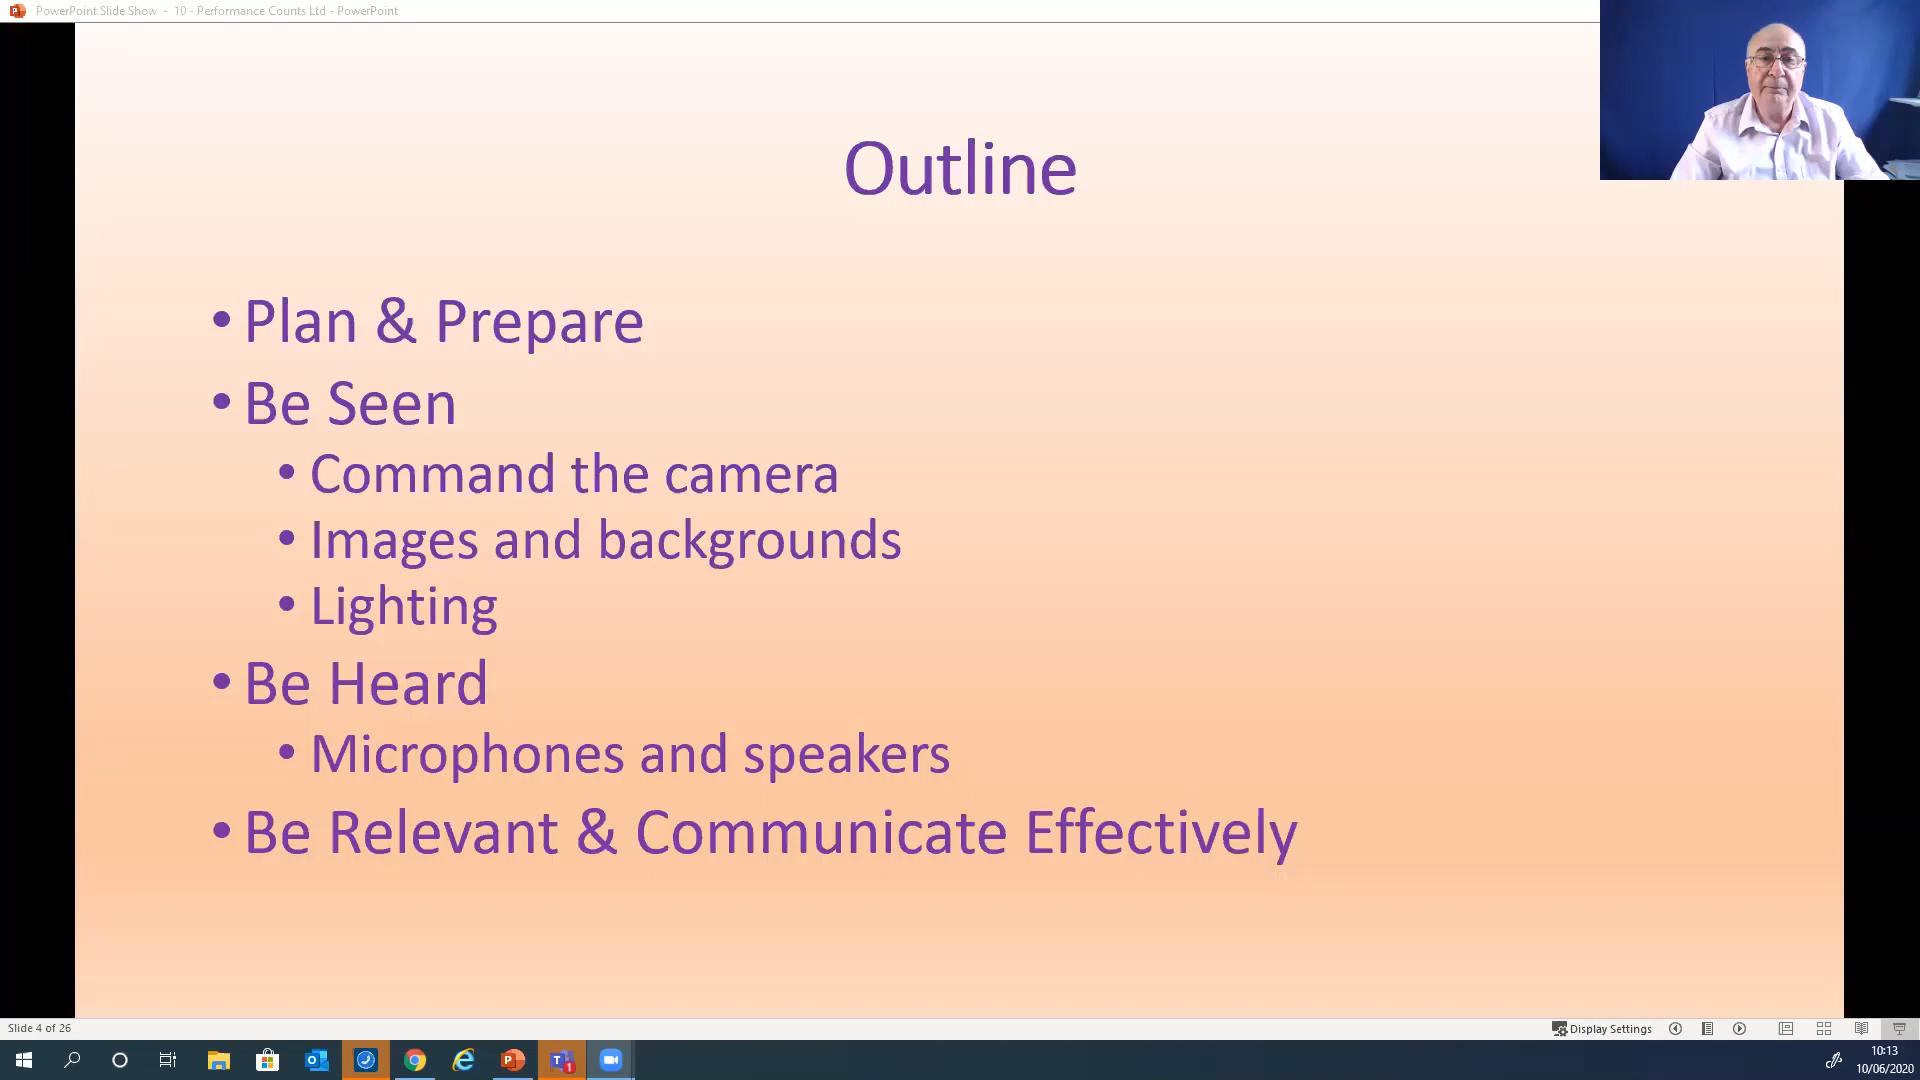 PowerPoint Slide Show - 10 - Performance Counts Ltd - PowerPoint
Outline
• Plan & Prepare
• Be Seen
• Command the camera
• Images and backgrounds
• Lighting
• Be Heard
• Microphones and speakers
• Be Relevant & Communicate Effectively
Slide 4 of 26
Display Settings
10:13
10/06/2020